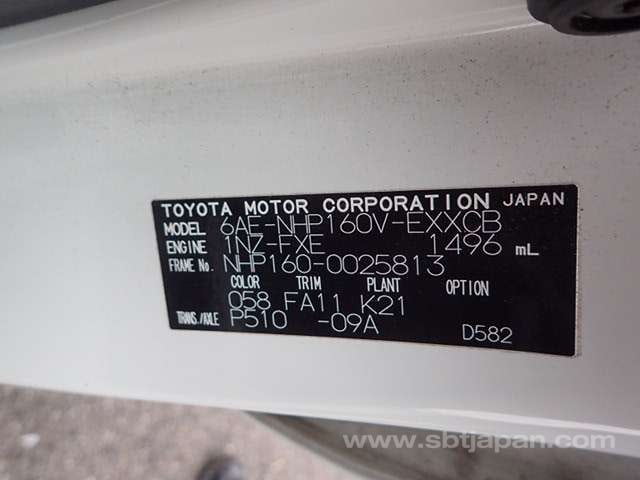 TOYOTA MOTOR CORPORATION JAPAN
MODEL 6AE-NHP160V-EXXCB
ENGINE 1NZ-FXE 1496 mL
FRAME No. NHP160-0025813
COLOR TRIM PLANT OPTION
058 FA11 K21
TRANS./AXLE P510 -09A D582
www.sbtjapan.com